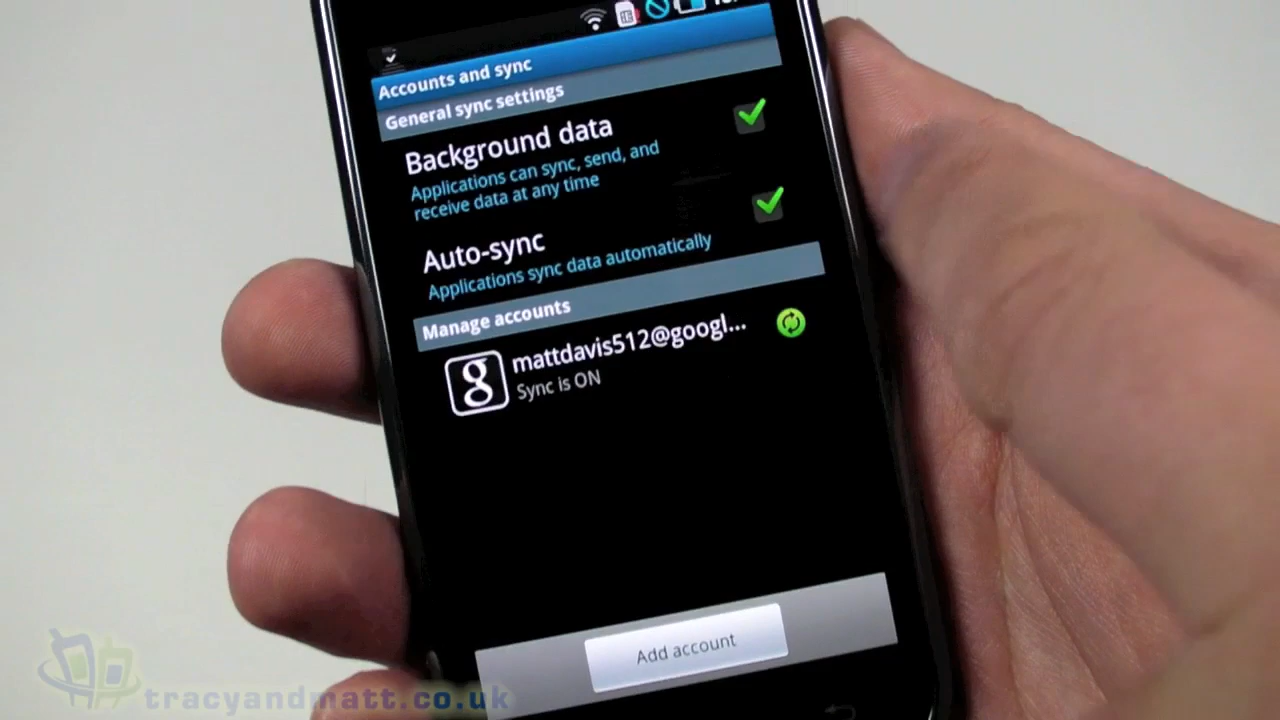 Accounts and sync
General sync settings
Background data
Applications can sync, send, and
receive data at any time
Auto-sync
Applications sync data automatically
Manage accounts
mattdavis512@googl...
Sync is ON
Add account
tracyandmatt.co.uk